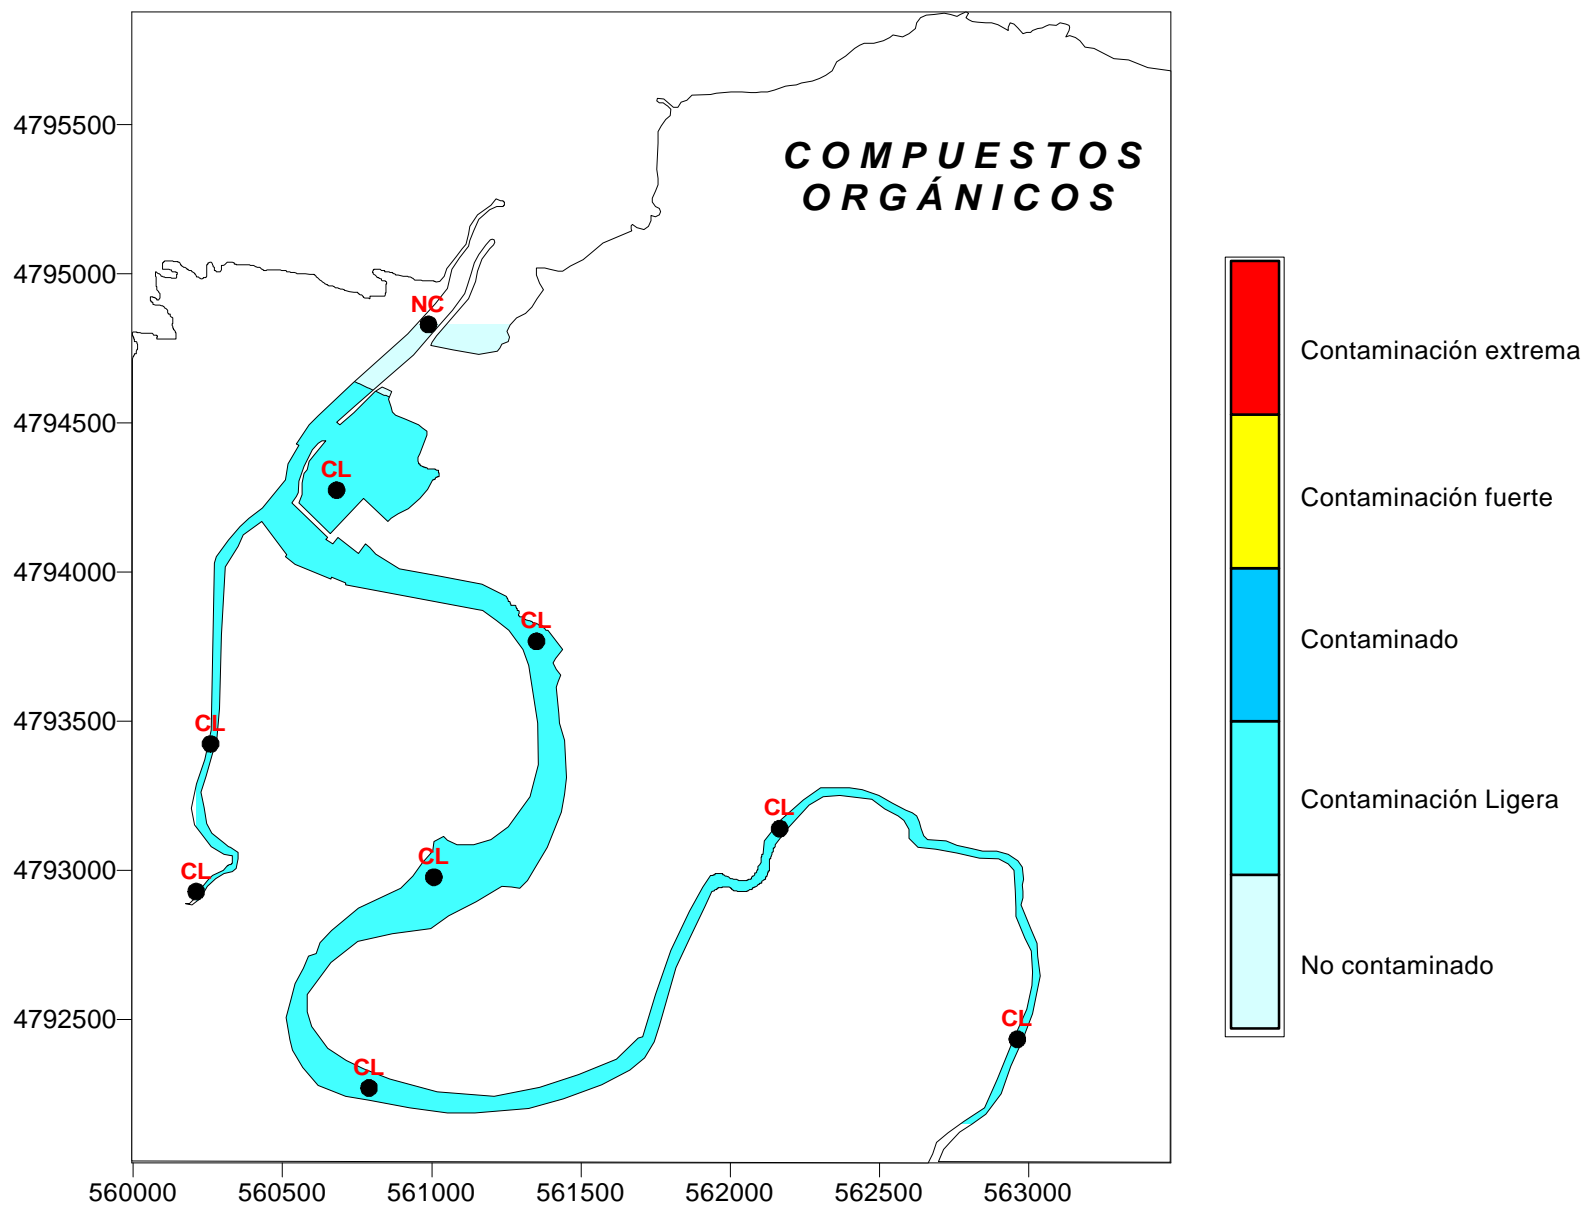 COMPUESTOS
ORGÁNICOS
4795500
4795000
4794500
4794000
4793500
4793000
4792500
560000
560500
561000
561500
562000
562500
563000
NC
CL
CL
CL
CL
CL
CL
CL
CL
Contaminación extrema
Contaminación fuerte
Contaminado
Contaminación Ligera
No contaminado